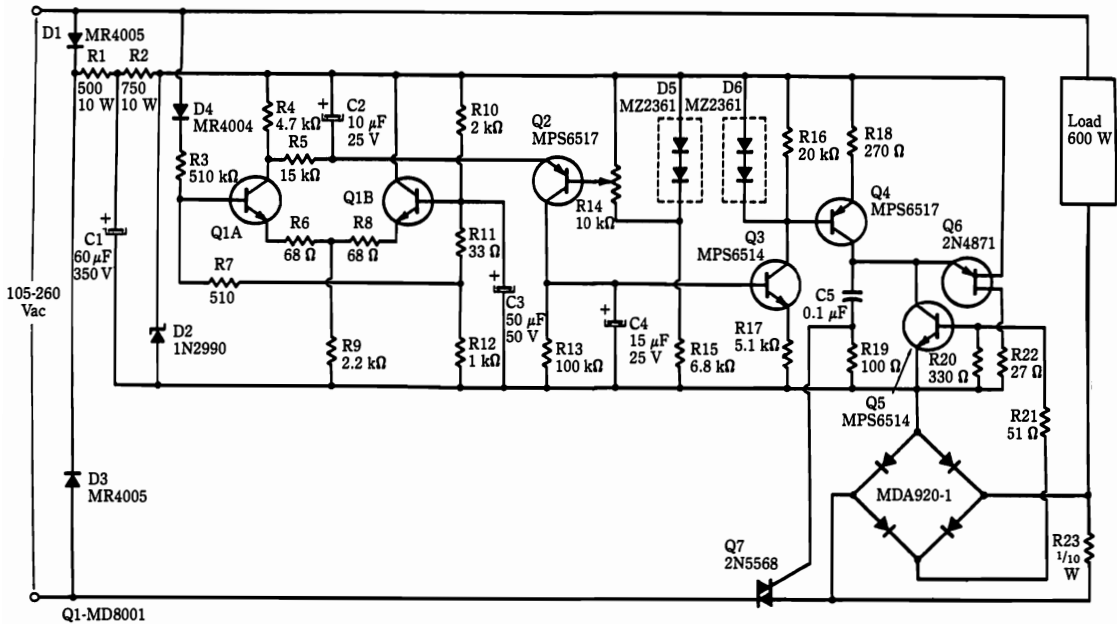 D1
MR4005
R1
500
10 W
R2
750
10 W
D4
MR4004
R3
510 kΩ
R4
4.7 kΩ
R5
15 kΩ
+
C2
10 μF
25 V
R10
2 kΩ
Q2
MPS6517
D5
MZ2361
D6
MZ2361
R16
20 kΩ
R18
270 Ω
Load
600 W
Q1A
Q1B
R14
10 kΩ
Q4
MPS6517
+
C1
60 μF
350 V
R6
68 Ω
R8
68 Ω
R11
33 Ω
Q3
MPS6514
Q6
2N4871
R7
510
+
C3
50 μF
50 V
C5
0.1 μF
105-260
Vac
D2
1N2990
R9
2.2 kΩ
R12
1 kΩ
R13
100 kΩ
+
C4
15 μF
25 V
R15
6.8 kΩ
R17
5.1 kΩ
R19
100 Ω
R20
330 Ω
R22
27 Ω
Q5
MPS6514
R21
51 Ω
D3
MR4005
MDA920-1
Q7
2N5568
R23
1/10
W
Q1-MD8001